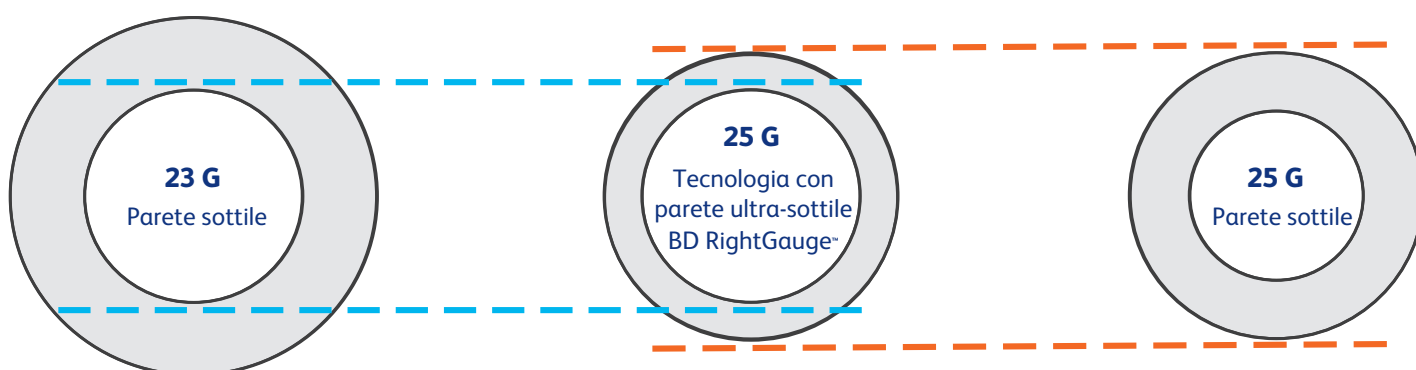 23 G
Parete sottile
25 G
Tecnologia con
parete ultra-sottile
BD RightGauge™
25 G
Parete sottile